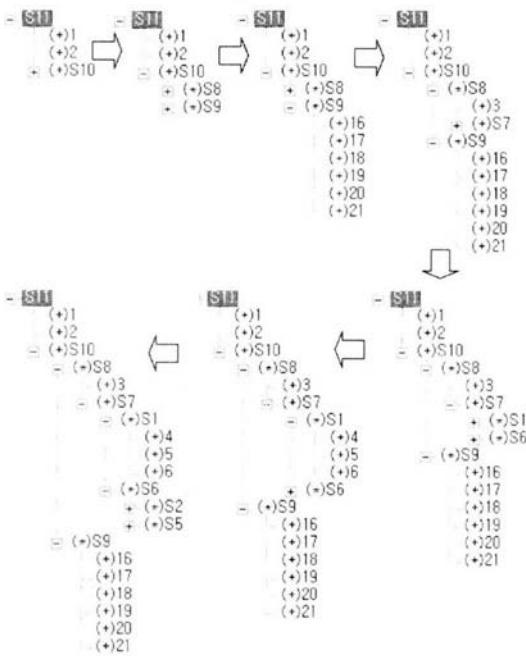 S11
(+)1
(+)2
(+)S10
S11
(+)1
(+)2
(+)S10
(*)S8
(*)S9
S11
(+)1
(+)2
(+)S10
(*)S8
(*)S9
(+)16
(+)17
(+)18
(+)19
(+)20
(+)21
S11
(+)1
(+)2
(+)S10
(*)S8
(+)3
(+)S7
(*)S9
(+)16
(+)17
(+)18
(+)19
(+)20
(+)21
S11
(+)1
(+)2
(+)S10
(*)S8
(+)3
(+)S7
(*)S1
(*)S6
(*)S9
(+)16
(+)17
(+)18
(+)19
(+)20
(+)21
S11
(+)1
(+)2
(+)S10
(*)S8
(+)3
(+)S7
(*)S1
(+)4
(+)5
(+)6
(*)S6
(*)S9
(+)16
(+)17
(+)18
(+)19
(+)20
(+)21
S11
(+)1
(+)2
(+)S10
(*)S8
(+)3
(+)S7
(*)S1
(+)4
(+)5
(+)6
(*)S6
(*)S2
(*)S5
(*)S9
(+)16
(+)17
(+)18
(+)19
(+)20
(+)21